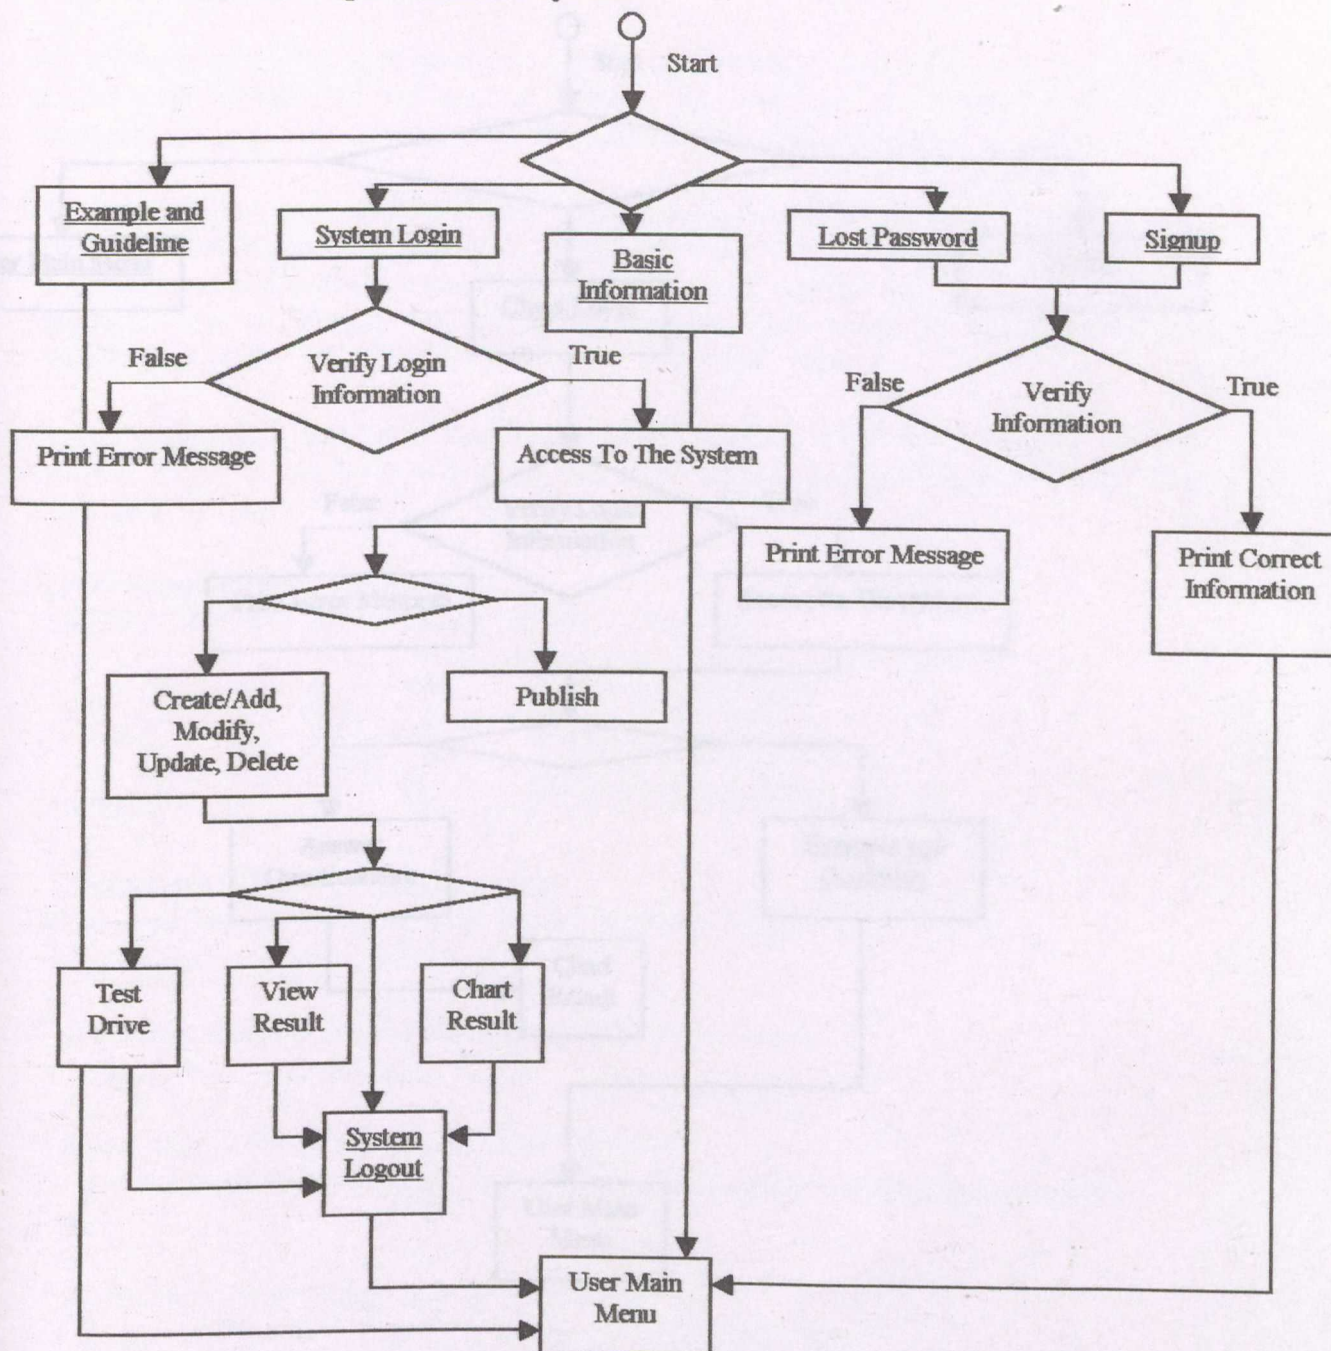 Start
Example and
Guideline
System Login
Basic
Information
Lost Password
Signup
False
Verify Login
Information
True
False
Verify
Information
True
Print Error Message
Access To The System
Print Error Message
Print Correct
Information
Create/Add,
Modify,
Update, Delete
Publish
Test
Drive
View
Result
Chart
Result
System
Logout
User Main
Menu